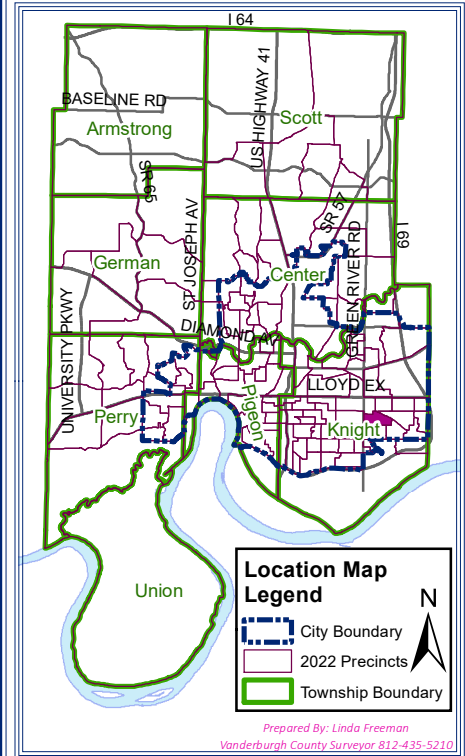 I 64
BASELINE RD
Armstrong
US HIGHWAY 41
Scott
SR 65
SR 57
I 69
German
ST JOSEPH AV
Center
GREEN RIVER RD
UNIVERSITY PKWY
DIAMOND AV
LLOYD EX
Perry
Pigeon
Knight
Union
Location Map
Legend
N
City Boundary
2022 Precincts
Township Boundary
Prepared By: Linda Freeman
Vanderburgh County Surveyor 812-435-5210